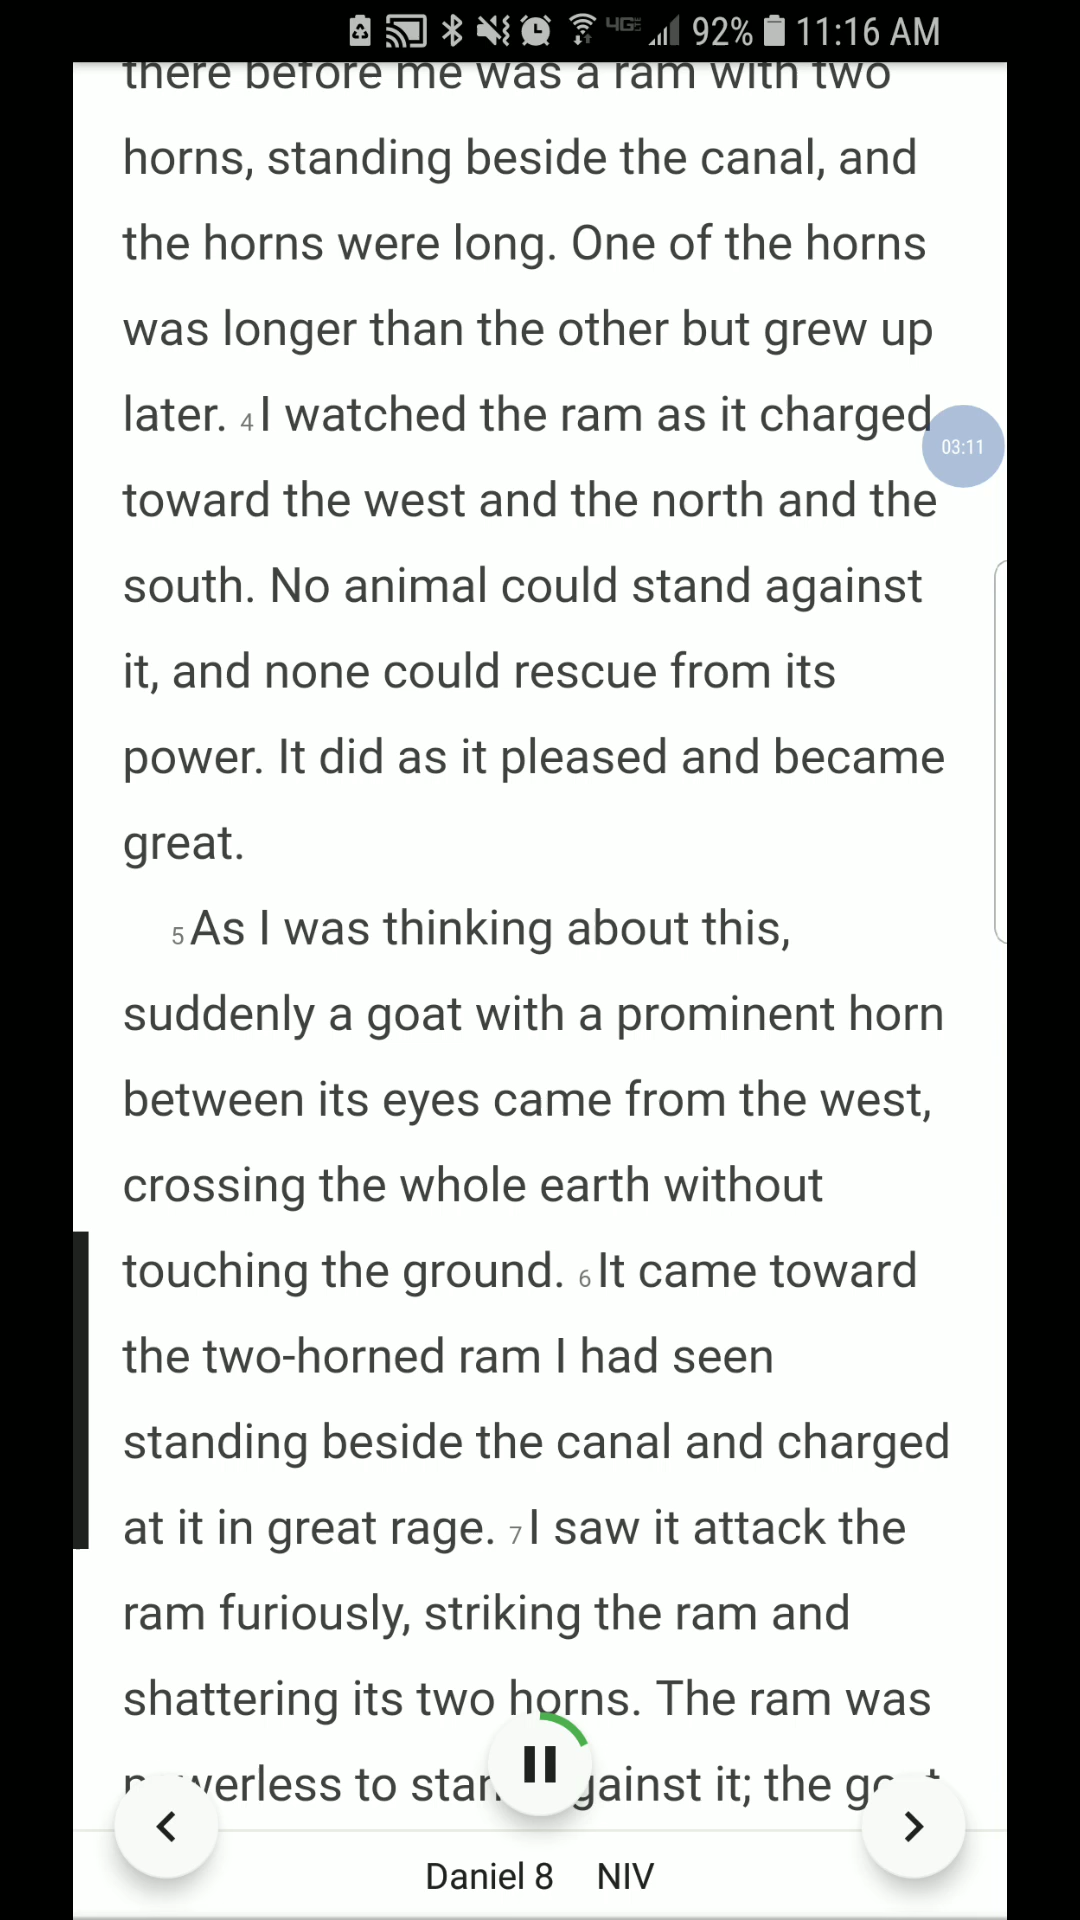 4G LTE 92% 11:16 AM
there before me was a ram with two
horns, standing beside the canal, and
the horns were long. One of the horns
was longer than the other but grew up
later. 4 I watched the ram as it charged
03:11
toward the west and the north and the
south. No animal could stand against
it, and none could rescue from its
power. It did as it pleased and became
great.
5 As I was thinking about this,
suddenly a goat with a prominent horn
between its eyes came from the west,
crossing the whole earth without
touching the ground. 6 It came toward
the two-horned ram I had seen
standing beside the canal and charged
at it in great rage. 7 I saw it attack the
ram furiously, striking the ram and
shattering its two horns. The ram was
to it; the
Daniel 8 NIV